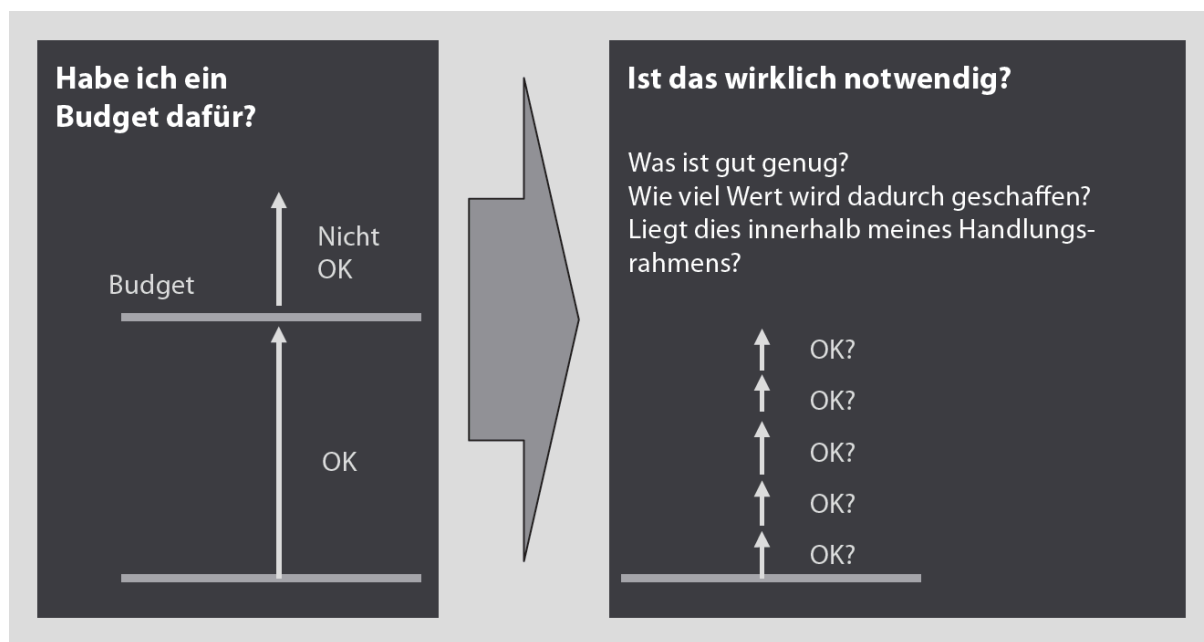 Habe ich ein
Budget dafür?
Nicht
OK
Budget
OK
Ist das wirklich notwendig?
Was ist gut genug?
Wie viel Wert wird dadurch geschaffen?
Liegt dies innerhalb meines Handlungs-
rahmens?
OK?
OK?
OK?
OK?
OK?